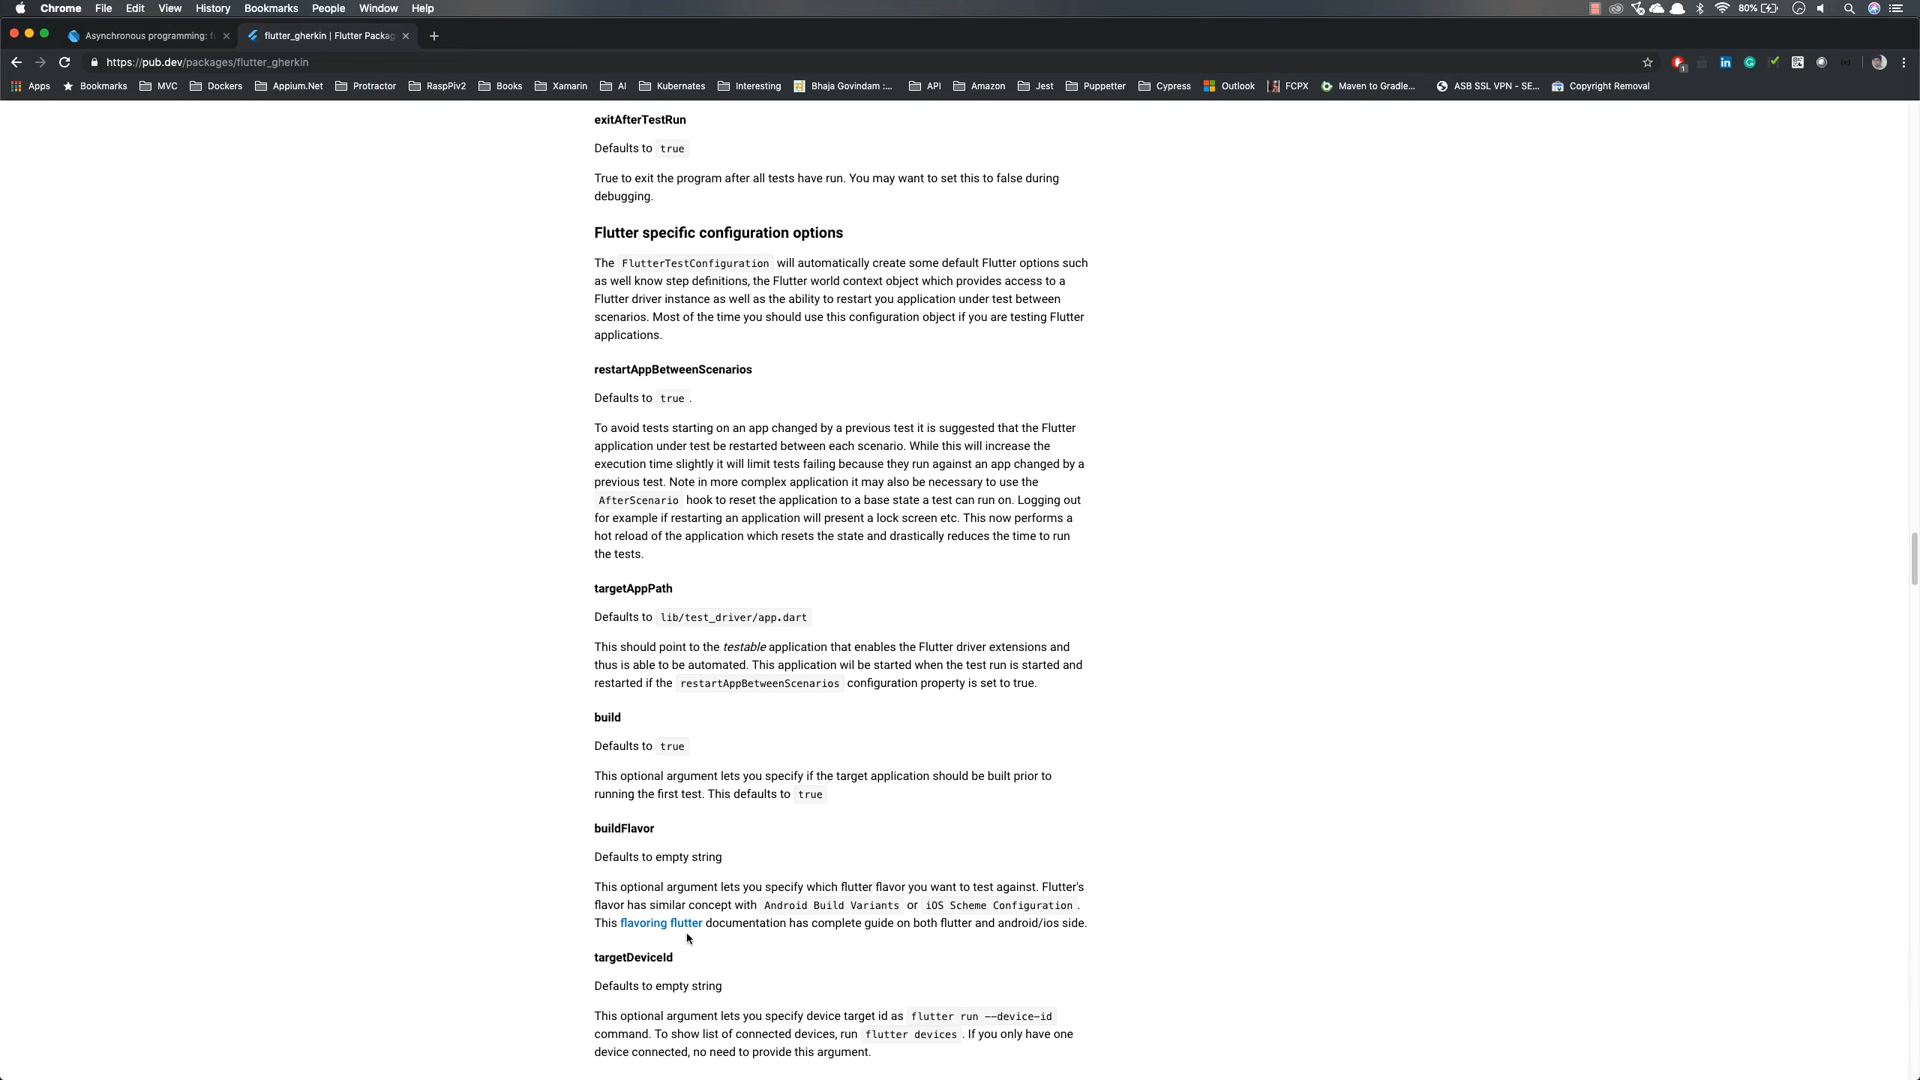 Chrome File Edit View History Bookmarks People Window Help 80%
Asynchronous programming: f flutter_gherkin | Flutter Packag
https://pub.dev/packages/flutter_gherkin
Apps Bookmarks MVC Dockers Appium.Net Protractor RaspPiv2 Books Xamarin AI Kubernetes Interesting Bhaja Govindam :... API Amazon Jest Puppetter Cypress Outlook FCPX Maven to Gradle... ASB SSL VPN - SE... Copyright Removal
exitAfterTestRun
Defaults to true
True to exit the program after all tests have run. You may want to set this to false during
debugging.
Flutter specific configuration options
The FlutterTestConfiguration will automatically create some default Flutter options such
as well know step definitions, the Flutter world context object which provides access to a
Flutter driver instance as well as the ability to restart you application under test between
scenarios. Most of the time you should use this configuration object if you are testing Flutter
applications.
restartAppBetweenScenarios
Defaults to true .
To avoid tests starting on an app changed by a previous test it is suggested that the Flutter
application under test be restarted between each scenario. While this will increase the
execution time slightly it will limit tests failing because they run against an app changed by a
previous test. Note in more complex application it may also be necessary to use the
AfterScenario hook to reset the application to a base state a test can run on. Logging out
for example if restarting an application will present a lock screen etc. This now performs a
hot reload of the application which resets the state and drastically reduces the time to run
the tests.
targetAppPath
Defaults to lib/test_driver/app.dart
This should point to the testable application that enables the Flutter driver extensions and
thus is able to be automated. This application wil be started when the test run is started and
restarted if the restartAppBetweenScenarios configuration property is set to true.
build
Defaults to true
This optional argument lets you specify if the target application should be built prior to
running the first test. This defaults to true
buildFlavor
Defaults to empty string
This optional argument lets you specify which flutter flavor you want to test against. Flutter's
flavor has similar concept with Android Build Variants or iOS Scheme Configuration .
This flavoring flutter documentation has complete guide on both flutter and android/ios side.
targetDeviceId
Defaults to empty string
This optional argument lets you specify device target id as flutter run --device-id
command. To show list of connected devices, run flutter devices . If you only have one
device connected, no need to provide this argument.